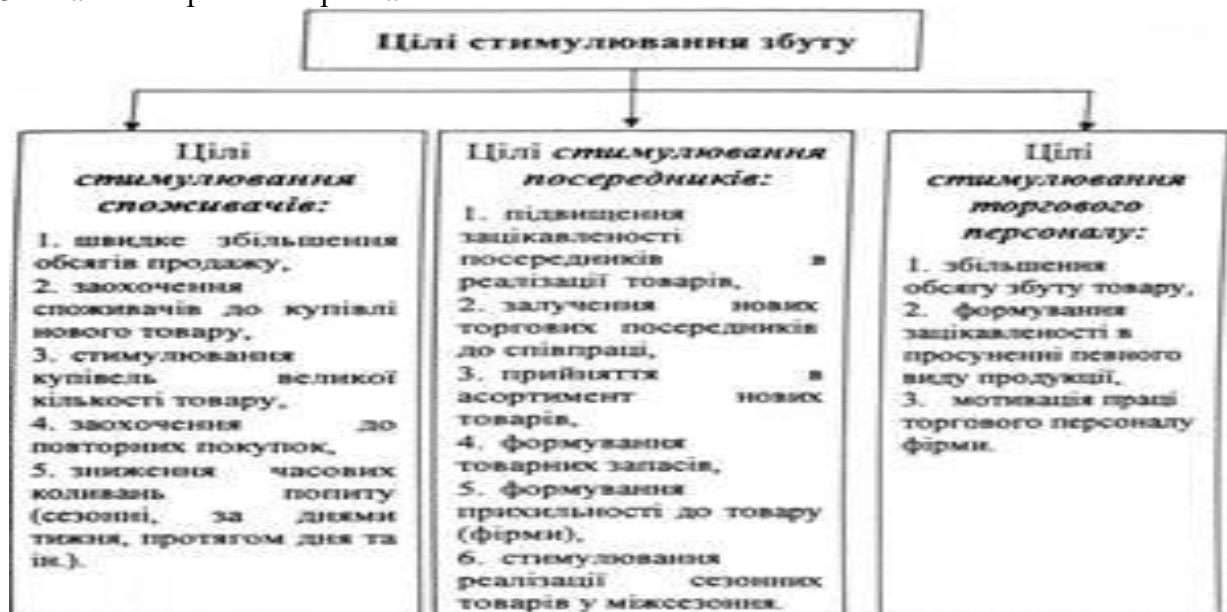 Цілі стимулювання збуту
Цілі
стимулювання
споживачів:
1. швидке збільшення
обсягів продажу,
2. заохочення
споживачів до купівлі
нового товару,
3. стимулювання
купівель великої
кількості товару,
4. заохочення до
повторних покупок,
5. зниження часових
коливань попиту
(сезонні, за днями
тижня, протягом дня та
ін.).
Цілі стимулювання
посередників:
1. підвищення
зацікавленості
посередників в
реалізації товарів,
2. залучення нових
торгових посередників
до співпраці,
3. прийняття в
асортимент нових
товарів,
4. формування
товарних запасів,
5. формування
прихильності до товару
(фірми),
6. стимулювання
реалізації сезонних
товарів у міжсезоння.
Цілі
стимулювання
торгового
персоналу:
1. збільшення
обсягу збуту товару,
2. формування
зацікавленості в
просуненні певного
виду продукції,
3. мотивація праці
торгового персоналу
фірми.